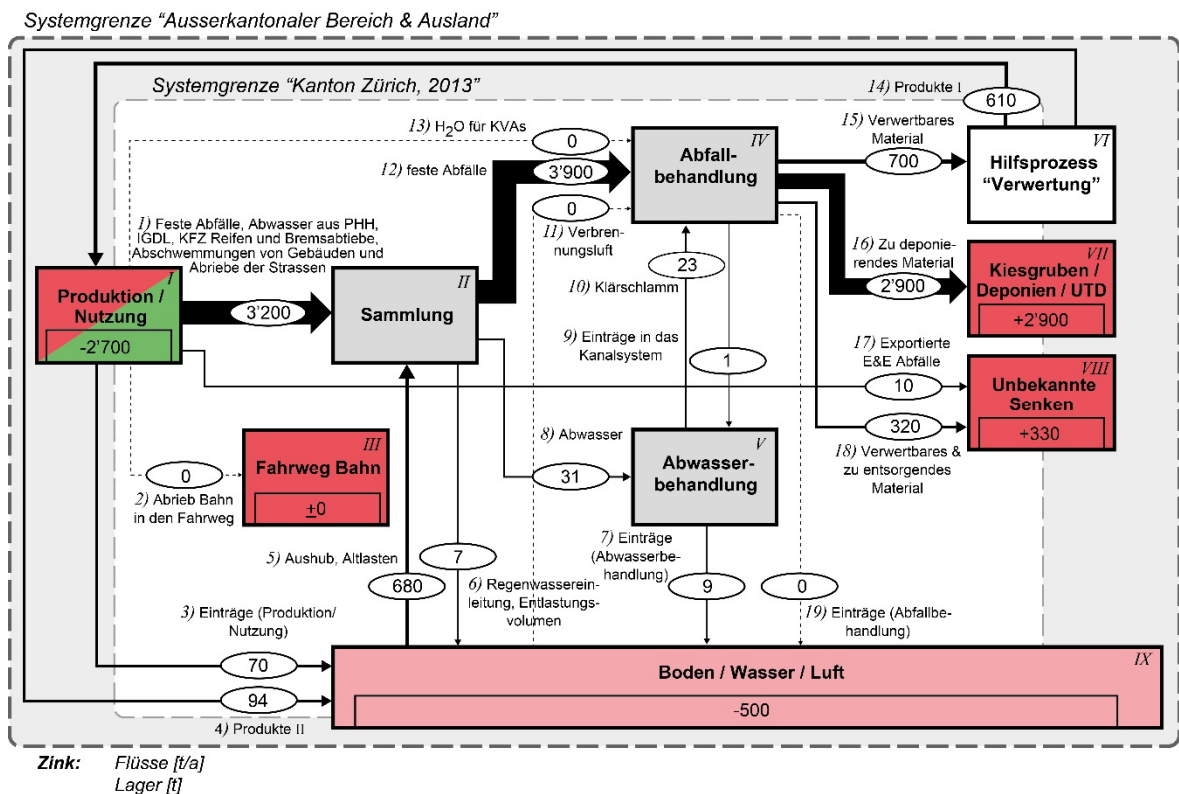 Systemgrenze “Ausserkantonaler Bereich & Ausland”
Systemgrenze “Kanton Zürich, 2013”
14) Produkte I
610
13) H₂O für KVAs
0
12) feste Abfälle
3’900
0
11) Verbren-
nungsluft
IV
Abfall-
behandlung
15) Verwertbares
Material
700
VI
Hilfsprozess
“Verwertung”
1) Feste Abfälle, Abwasser aus PHH,
IGDL, KFZ Reifen und Bremsabtiebe,
Abschwemmungen von Gebäuden und
Abriebe der Strassen
I
Produktion /
Nutzung
-2’700
3’200
II
Sammlung
23
10) Klärschlamm
9) Einträge in das
Kanalsystem
1
16) Zu deponie-
rendes Material
2’900
VII
Kiesgruben /
Deponien / UTD
+2’900
17) Exportierte
E&E Abfälle
10
VIII
Unbekannte
Senken
+330
320
18) Verwertbares &
zu entsorgendes
Material
8) Abwasser
31
V
Abwasser-
behandlung
III
Fahrweg Bahn
±0
0
2) Abrieb Bahn
in den Fahrweg
5) Aushub, Altlasten
680
7
6) Regenwasserein-
leitung, Entlastungs-
volumen
7) Einträge
(Abwasserbe-
handlung)
9
0
19) Einträge (Abfallbe-
handlung)
3) Einträge (Produktion/
Nutzung)
70
94
4) Produkte II
IX
Boden / Wasser / Luft
-500
Zink: Flüsse [t/a]
Lager [t]